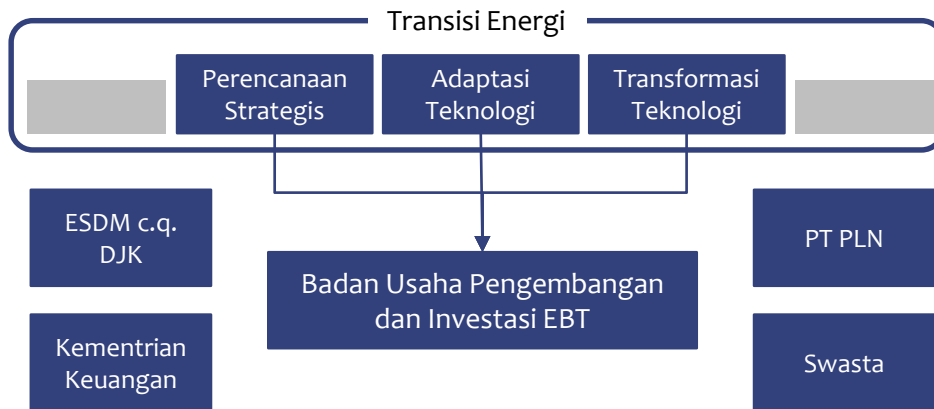 Transisi Energi
Perencanaan
Strategis
Adaptasi
Teknologi
Transformasi
Teknologi
ESDM c.q.
DJK
PT PLN
Badan Usaha Pengembangan
dan Investasi EBT
Kementrian
Keuangan
Swasta